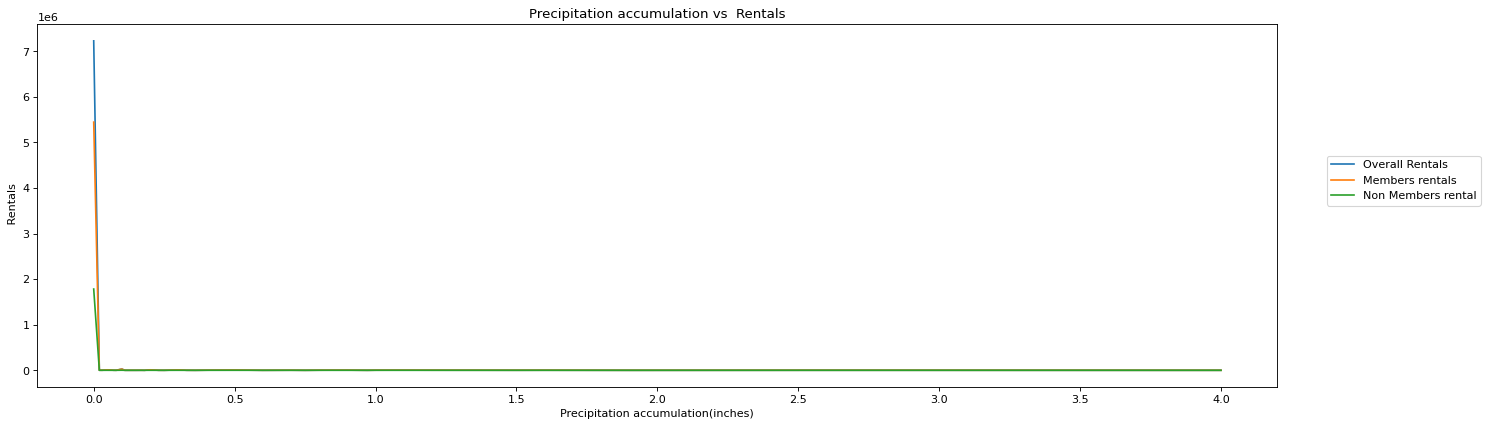 Precipitation accumulation vs  Rentals
1e6
7
6
5
4
3
2
1
0
Rentals
0.0 0.5 1.0 1.5 2.0 2.5 3.0 3.5 4.0
Precipitation accumulation(inches)
Overall Rentals
Members rentals
Non Members rental